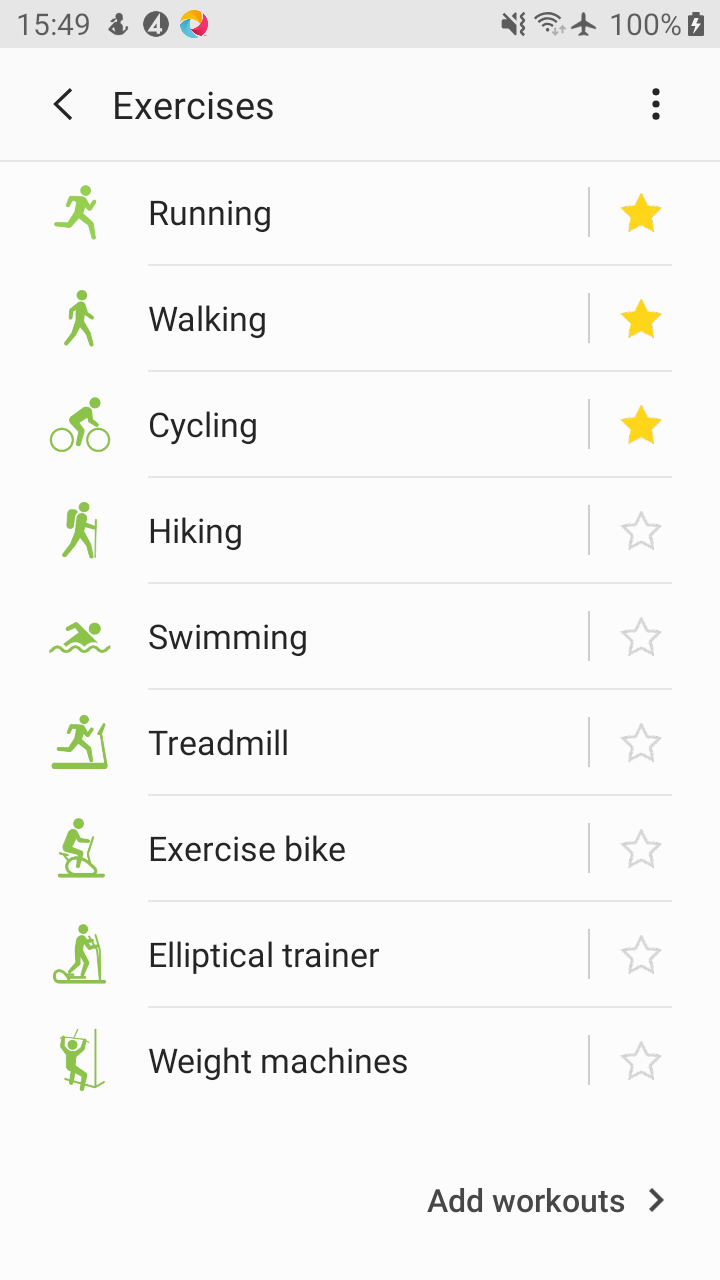 15:49 4 100%
Exercises
Running
Walking
Cycling
Hiking
Swimming
Treadmill
Exercise bike
Elliptical trainer
Weight machines
Add workouts